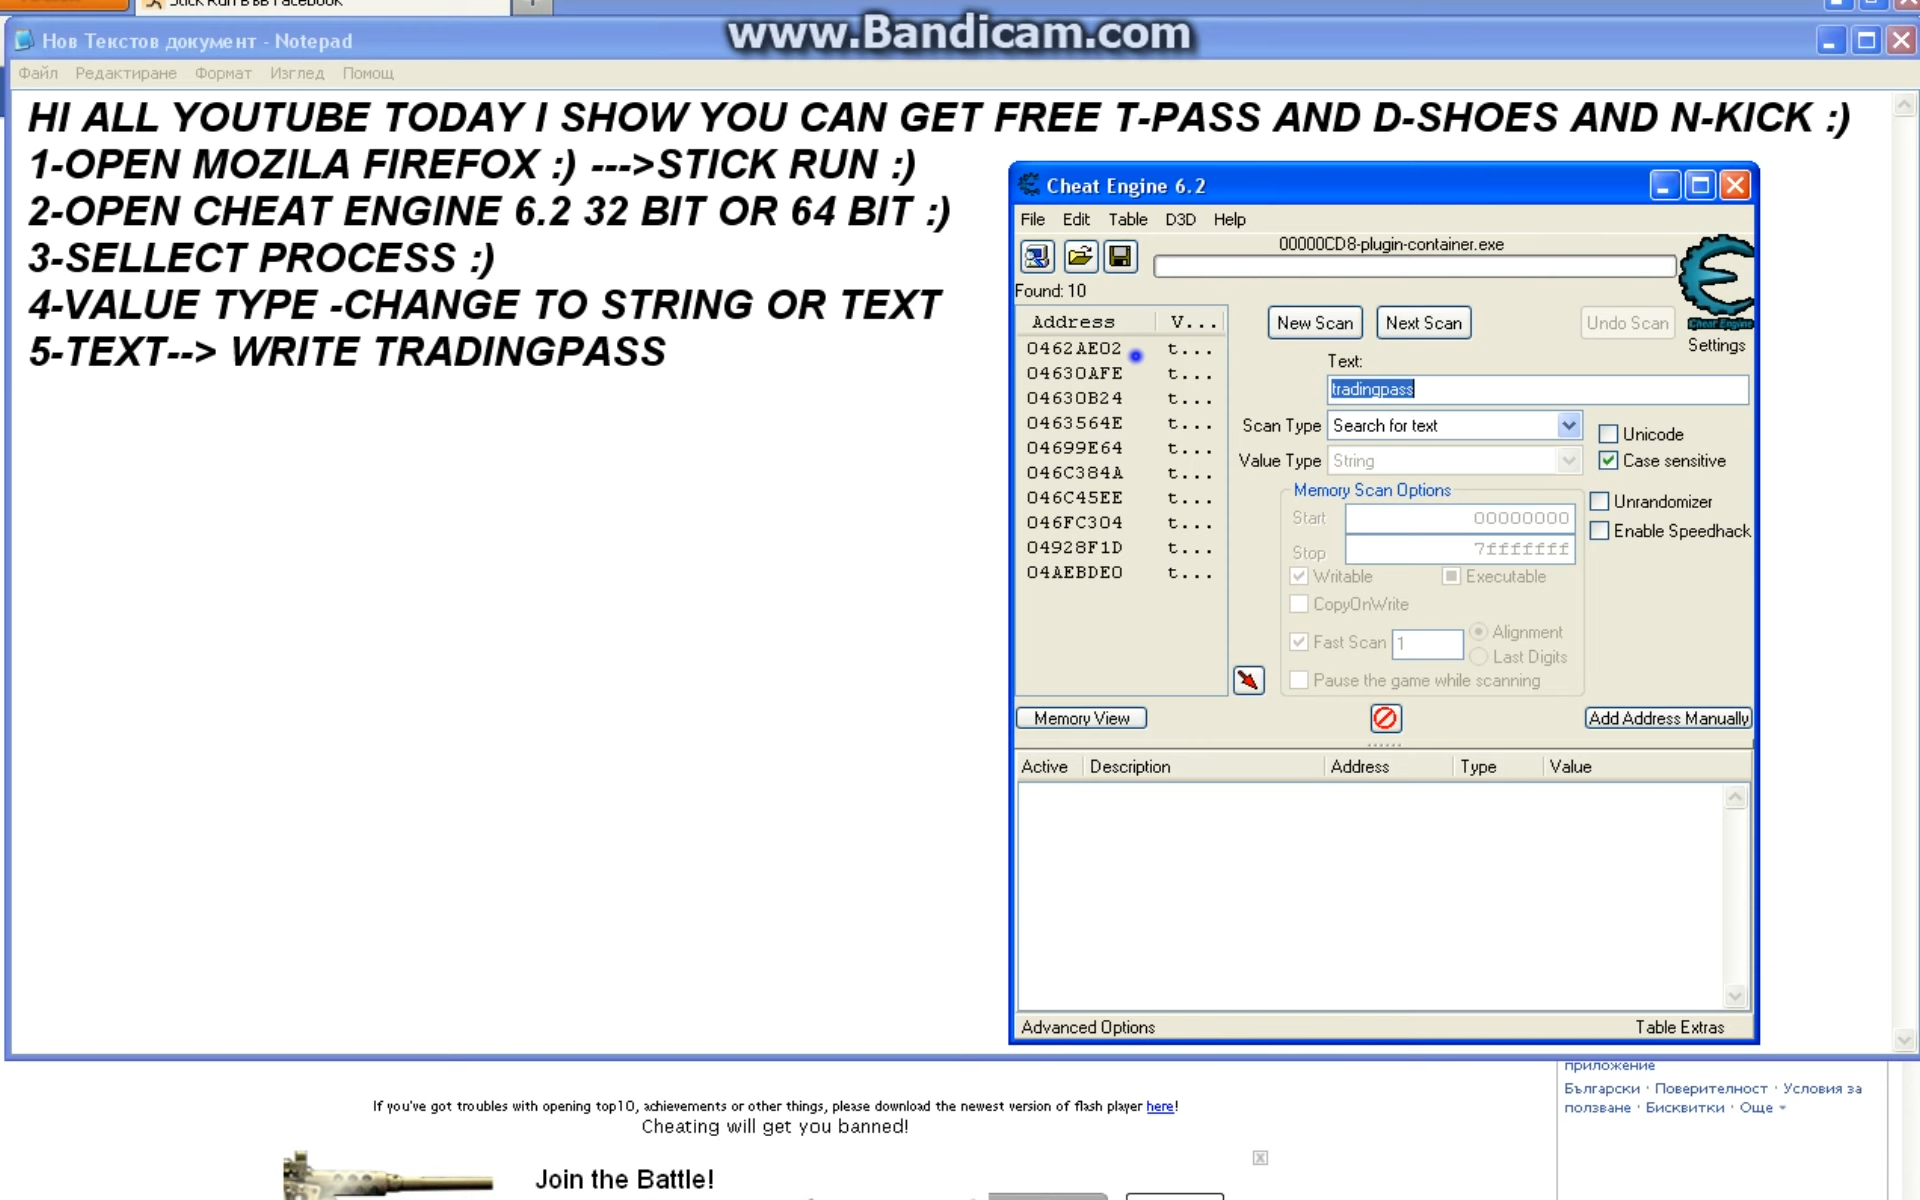 Stick Run във Facebook
www.Bandicam.com
Нов Текстов документ - Notepad
Файл Редактиране Формат Изглед Помощ
HI ALL YOUTUBE TODAY I SHOW YOU CAN GET FREE T-PASS AND D-SHOES AND N-KICK :)
1-OPEN MOZILA FIREFOX :) --->STICK RUN :)
2-OPEN CHEAT ENGINE 6.2 32 BIT OR 64 BIT :)
3-SELLECT PROCESS :)
4-VALUE TYPE -CHANGE TO STRING OR TEXT
5-TEXT--> WRITE TRADINGPASS
Cheat Engine 6.2
File Edit Table D3D Help
00000CD8-plugin-container.exe
Found: 10
Address V...
0462AE02 t...
04630AFE t...
04630B24 t...
0463564E t...
04699E64 t...
046C384A t...
046C45EE t...
046FC304 t...
04928F1D t...
04AEBDE0 t...
New Scan Next Scan Undo Scan
Cheat Engine
Settings
Text:
tradingpass
Scan Type Search for text
Value Type String
Unicode
Case sensitive
Memory Scan Options
Start 00000000
Stop 7fffffff
Writable Executable
CopyOnWrite
Fast Scan 1 Alignment
Last Digits
Pause the game while scanning
Unrandomizer
Enable Speedhack
Memory View Add Address Manually
Active Description Address Type Value
Advanced Options Table Extras
приложение
Български · Поверителност · Условия за
ползване · Бисквитки · Още
If you've got troubles with opening top10, achievements or other things, please download the newest version of flash player here!
Cheating will get you banned!
Join the Battle!